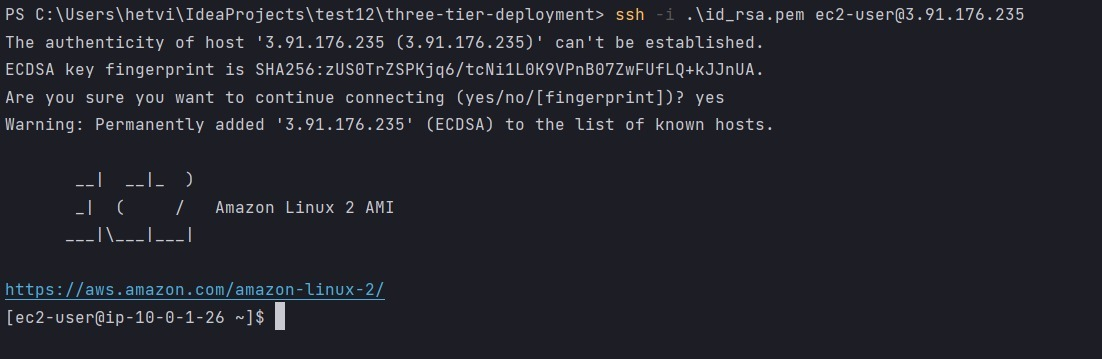 PS C:\Users\hetvi\IdeaProjects\test12\three-tier-deployment> ssh -i .\id_rsa.pem ec2-user@3.91.176.235
The authenticity of host '3.91.176.235 (3.91.176.235)' can't be established.
ECDSA key fingerprint is SHA256:zUS0TrZSPKjq6/tcNi1L0K9VPnB07ZwFUfLQ+kJJnUA.
Are you sure you want to continue connecting (yes/no/[fingerprint])? yes
Warning: Permanently added '3.91.176.235' (ECDSA) to the list of known hosts.
       __|  __|_  )
       _|  (     /   Amazon Linux 2 AMI
      ___|\___|___|
https://aws.amazon.com/amazon-linux-2/
[ec2-user@ip-10-0-1-26 ~]$